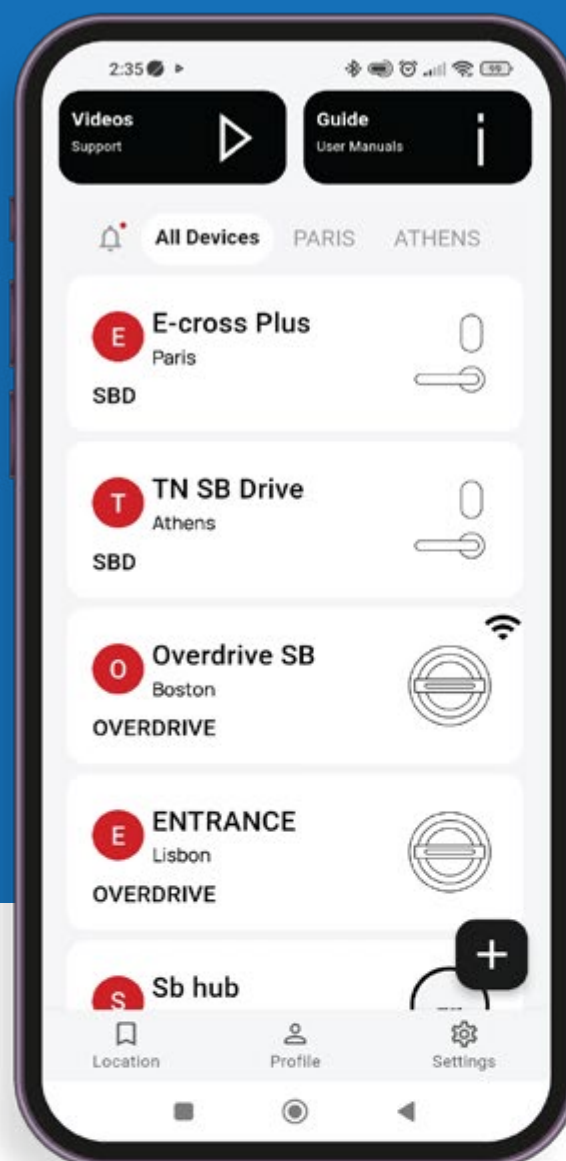 2:35
99
Videos
Support
Guide
User Manuals
All Devices
PARIS
ATHENS
E
E-cross Plus
Paris
SBD
T
TN SB Drive
Athens
SBD
O
Overdrive SB
Boston
OVERDRIVE
E
ENTRANCE
Lisbon
OVERDRIVE
S
Sb hub
Location
Profile
Settings